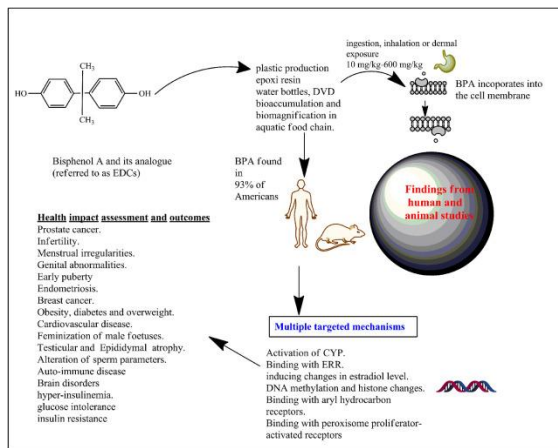 CH₃
HO
OH
CH₃
Bisphenol A and its analogue
(referred to as EDCs)
plastic production
epoxi resin
water bottles, DVD
bioaccumulation and
biomagnification in
aquatic food chain.
ingestion, inhalation or dermal
exposure
10 mg/kg-600 mg/kg
BPA incoporates into
the cell membrane
BPA found
in
93% of
Americans
Findings from
human and
animal studies
Health impact assessment and outcomes
Prostate cancer.
Infertility.
Menstrual irregularities.
Genital abnormalities.
Early puberty
Endometriosis.
Breast cancer.
Obesity, diabetes and overweight.
Cardiovascular disease.
Feminization of male foetuses.
Testicular and Epididymal atrophy.
Alteration of sperm parameters.
Auto-immune disease
Brain disorders
hyper-insulinemia.
glucose intolerance
insulin resistance
Multiple targeted mechanisms
Activation of CYP.
Binding with ERR.
inducing changes in estradiol level.
DNA methylation and histone changes.
Binding with aryl hydrocarbon
receptors.
Binding with peroxisome proliferator-
activated receptors